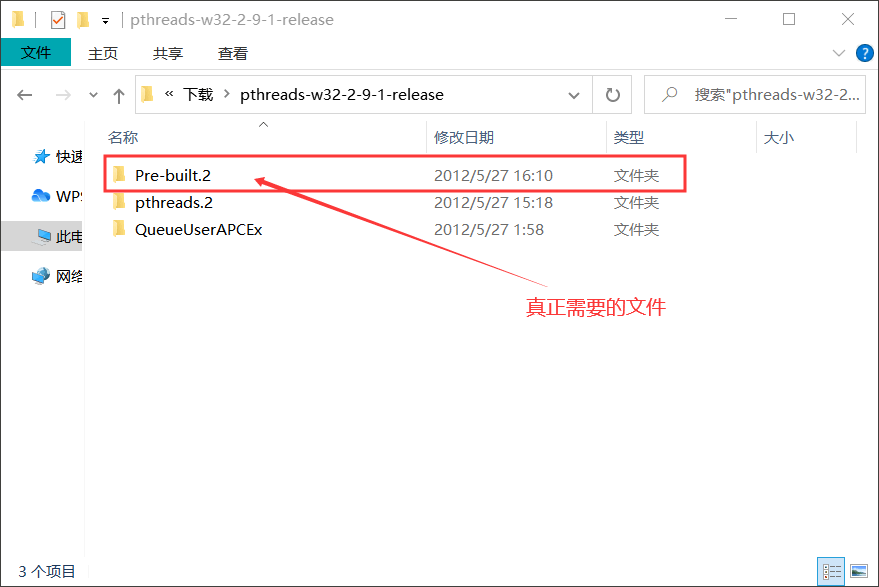 pthreads-w32-2-9-1-release
文件 主页 共享 查看
« 下载 > pthreads-w32-2-9-1-release 搜索"pthreads-w32-2...
名称 修改日期 类型 大小
快速
Pre-built.2 2012/5/27 16:10 文件夹
WPS
pthreads.2 2012/5/27 15:18 文件夹
此电
QueueUserAPCEx 2012/5/27 1:58 文件夹
网络
真正需要的文件
3 个项目